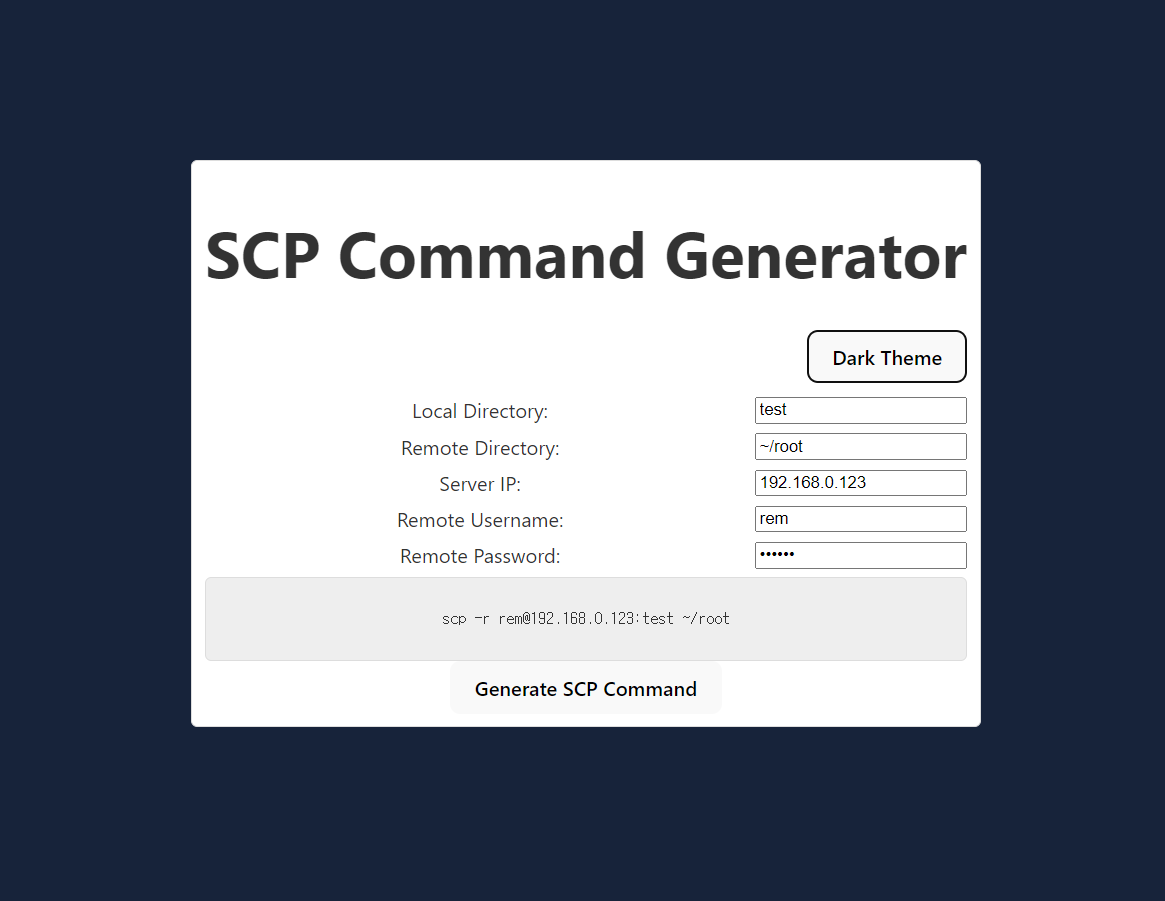 SCP Command Generator
Dark Theme
Local Directory: test
Remote Directory: ~/root
Server IP: 192.168.0.123
Remote Username: rem
Remote Password: ••••••
scp -r rem@192.168.0.123:test ~/root
Generate SCP Command